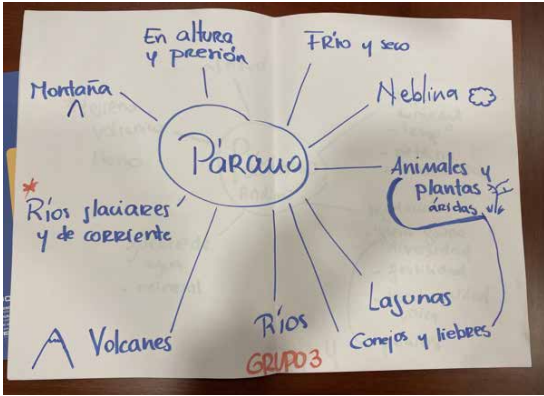 En altura
y presión
Frío y seco
Montaña
Neblina
PÁRAMO
Animales y
plantas
áridas
*
Ríos glaciares
y de corriente
Lagunas
Volcanes
Ríos
Conejos y liebres
GRUPO 3